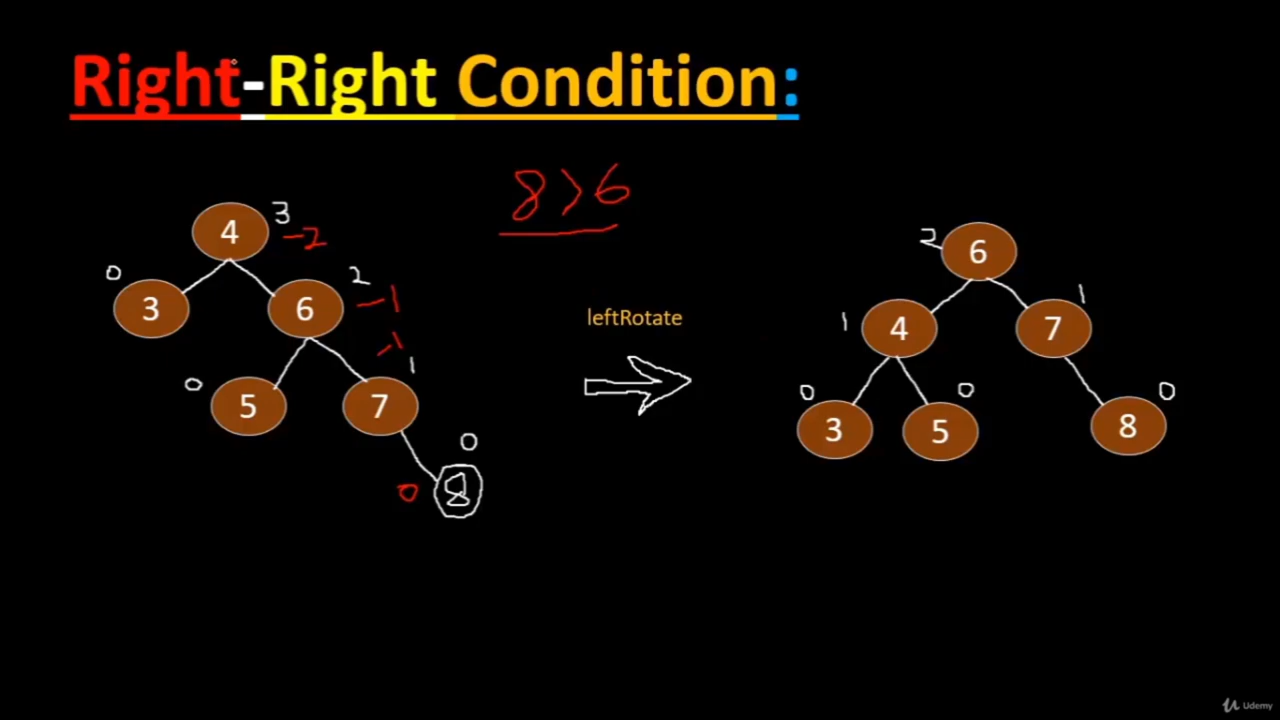 Right-Right Condition:
8>6
4 3 -2
0 3 6 2 -1
-1
0 5 7 1
0
0 8
leftRotate
2 6
1 4 7 1
0 3 5 0 8 0
Udemy